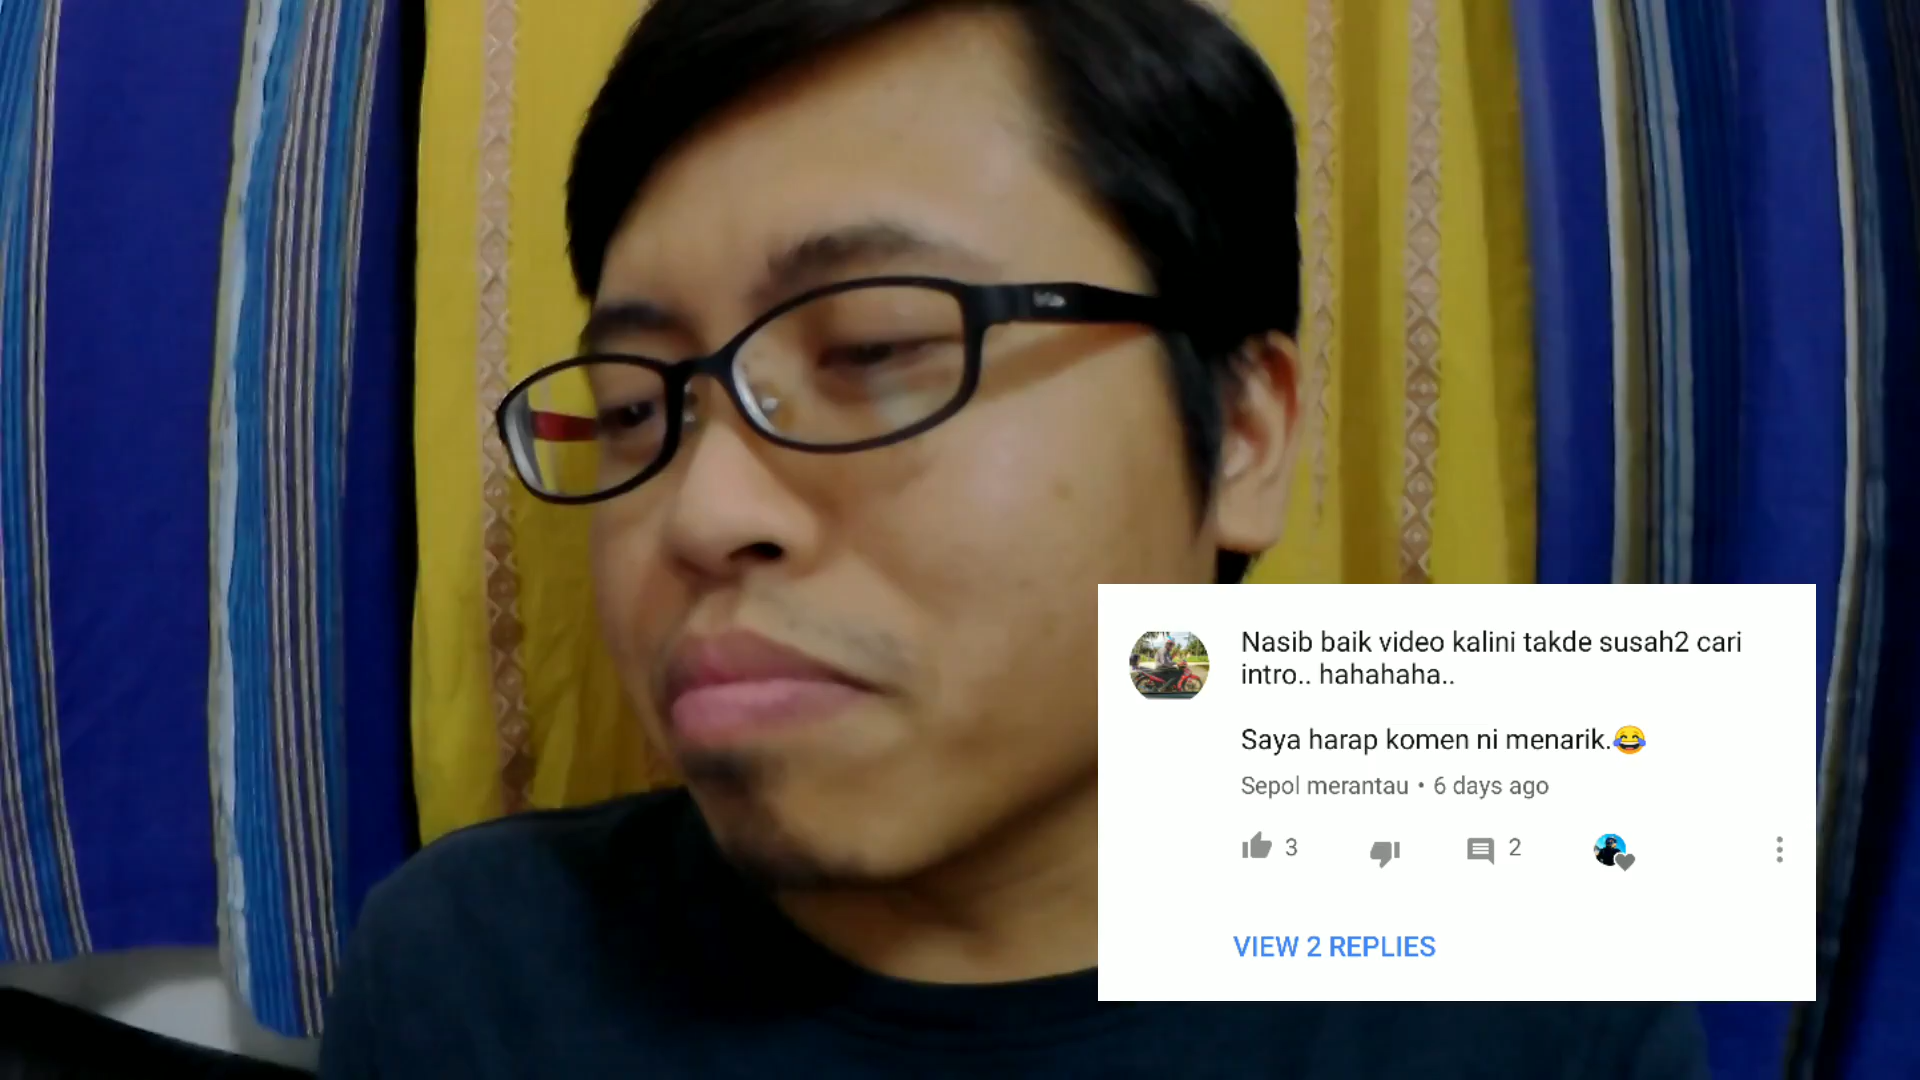 Nasib baik video kalini takde susah2 cari
intro.. hahahaha..
Saya harap komen ni menarik.😂
Sepol merantau • 6 days ago
3
2
VIEW 2 REPLIES